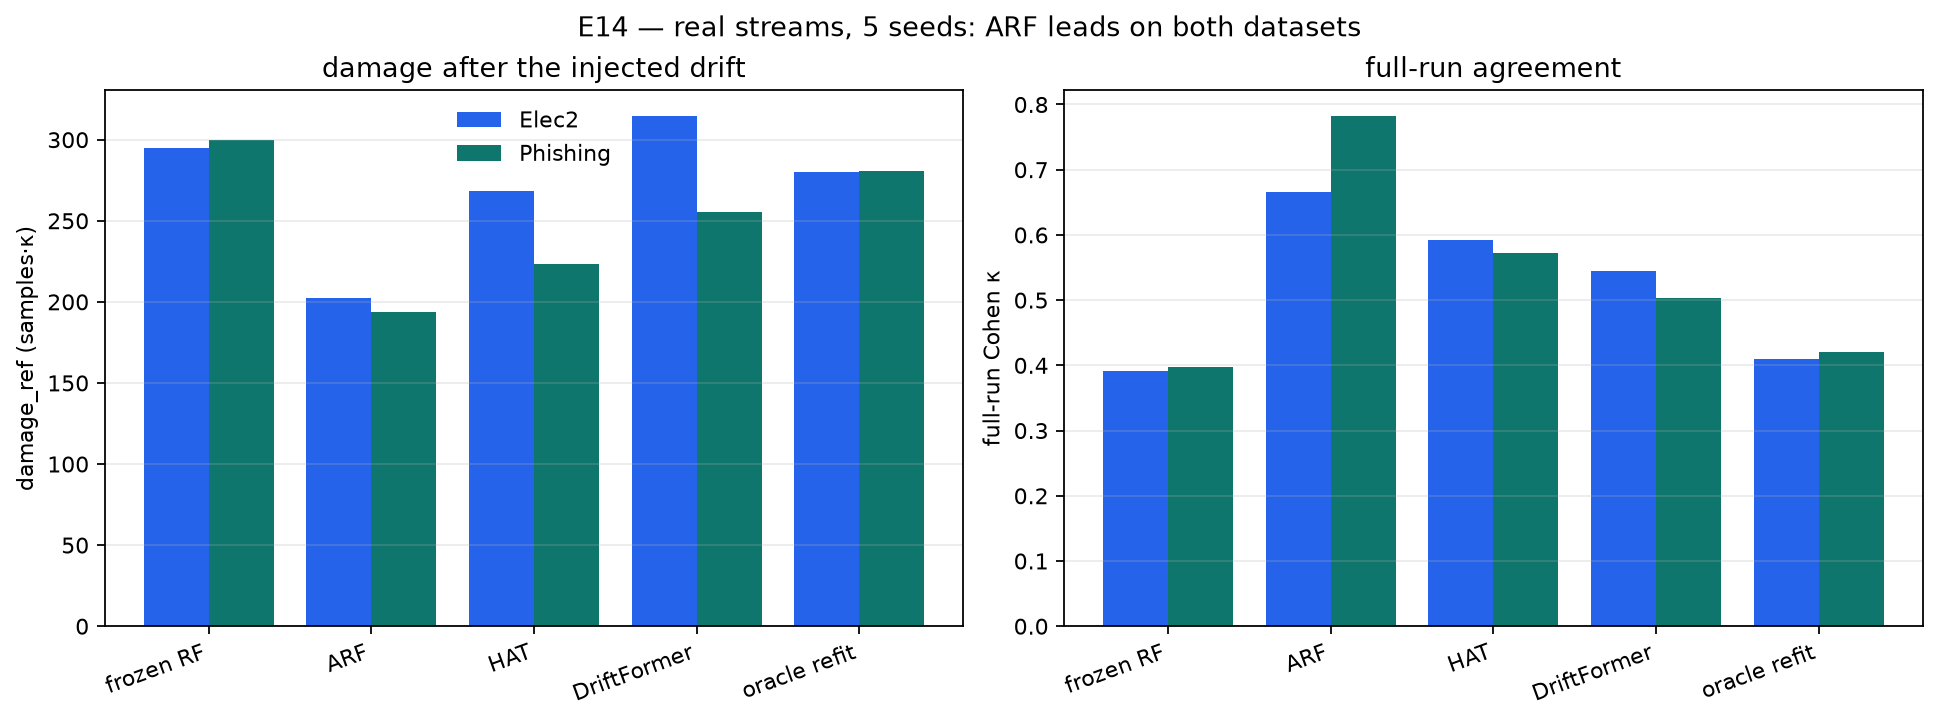 E14 — real streams, 5 seeds: ARF leads on both datasets
damage after the injected drift
damage_ref (samples·κ)
300
250
200
150
100
50
0
Elec2
Phishing
frozen RF
ARF
HAT
DriftFormer
oracle refit
full-run agreement
full-run Cohen κ
0.8
0.7
0.6
0.5
0.4
0.3
0.2
0.1
0.0
frozen RF
ARF
HAT
DriftFormer
oracle refit